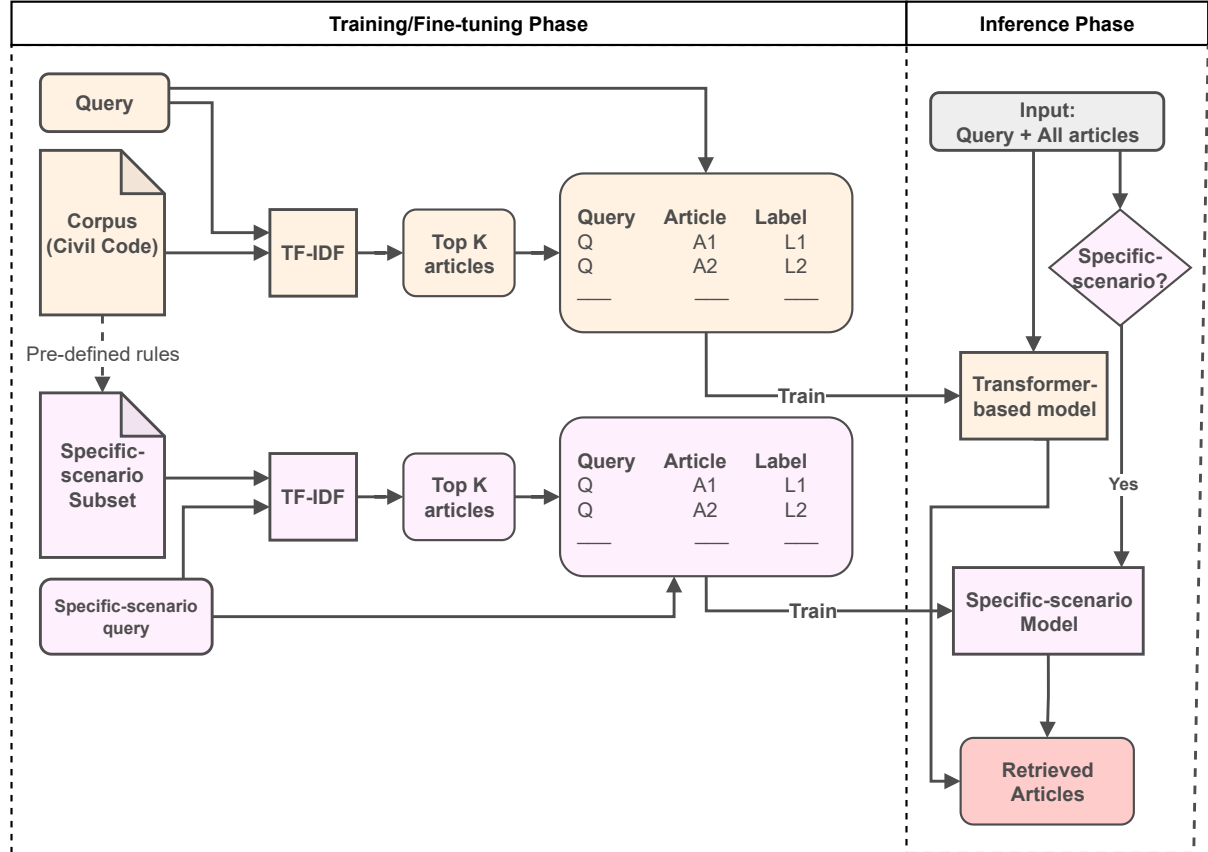 Training/Fine-tuning Phase
Inference Phase
Query
Corpus
(Civil Code)
TF-IDF
Top K
articles
Query Article Label
Q A1 L1
Q A2 L2
Pre-defined rules
Train
Specific-
scenario
Subset
TF-IDF
Top K
articles
Query Article Label
Q A1 L1
Q A2 L2
Specific-scenario
query
Train
Input:
Query + All articles
Specific-
scenario?
Transformer-
based model
Yes
Specific-scenario
Model
Retrieved
Articles